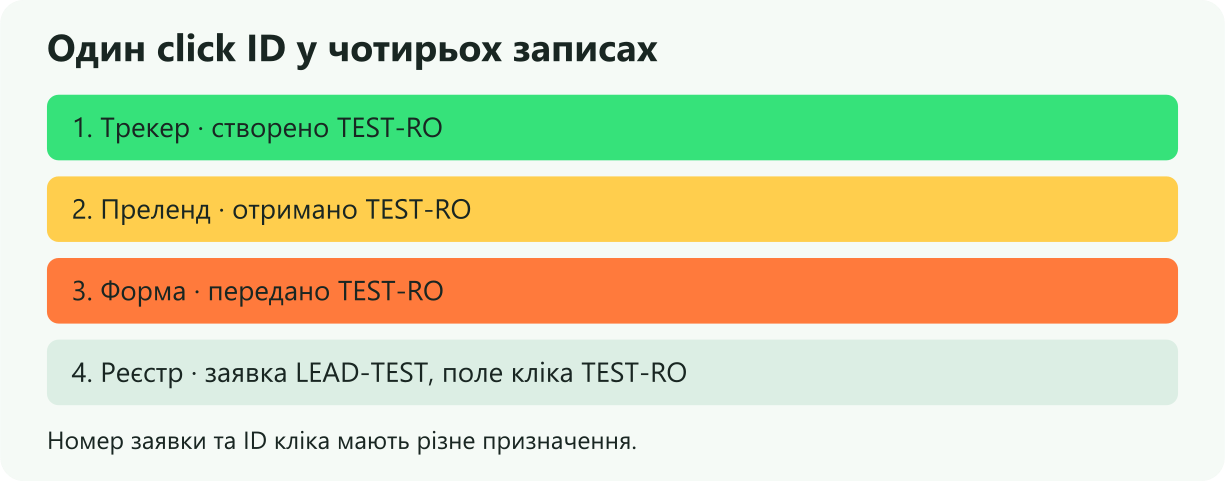 Один click ID у чотирьох записах
1. Трекер · створено TEST-RO
2. Преленд · отримано TEST-RO
3. Форма · передано TEST-RO
4. Реєстр · заявка LEAD-TEST, поле кліка TEST-RO
Номер заявки та ID кліка мають різне призначення.